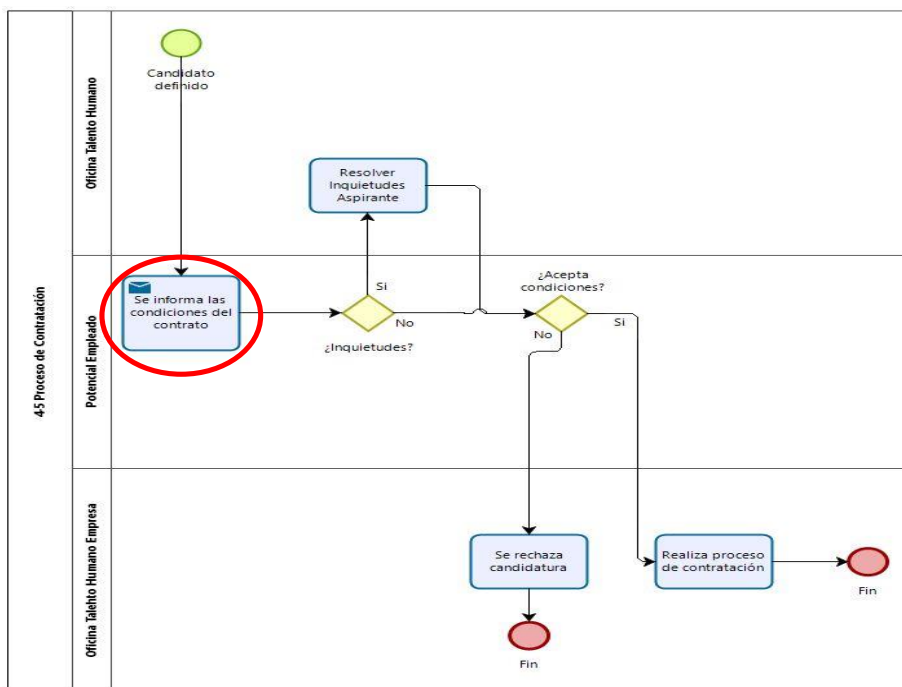 4-5 Proceso de Contratación
Oficina Talento Humano
Candidato
definido
Resolver
Inquietudes
Aspirante
Potencial Empleado
Se informa las
condiciones del
contrato
Si
No
¿Inquietudes?
¿Acepta
condiciones?
No
Si
Oficina Talehto Humano Empresa
Se rechaza
candidatura
Realiza proceso
de contratación
Fin
Fin